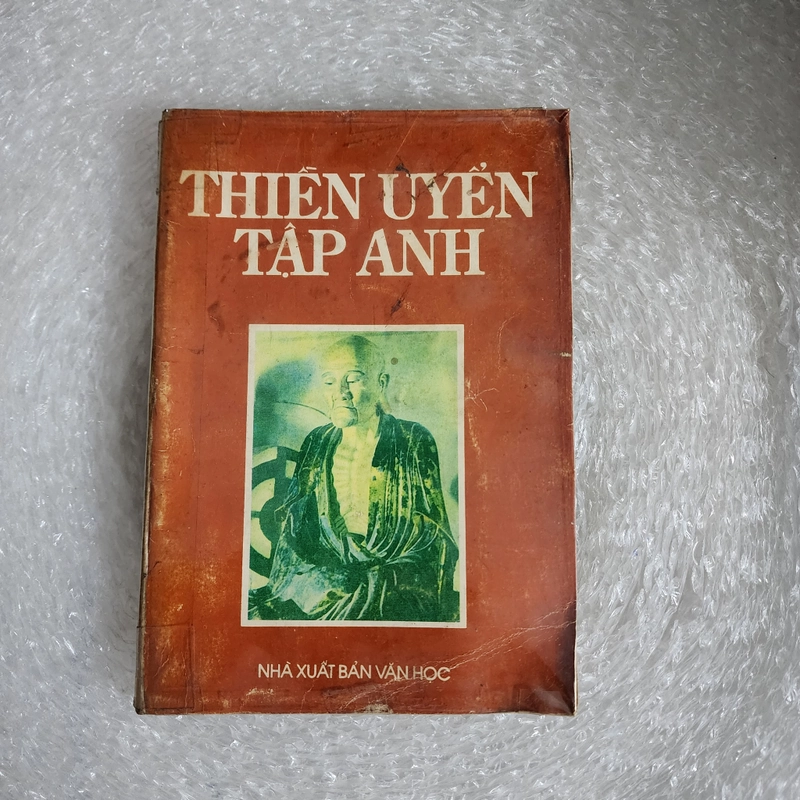 THIỀN UYỂN
TẬP ANH
NHÀ XUẤT BẢN VĂN HỌC